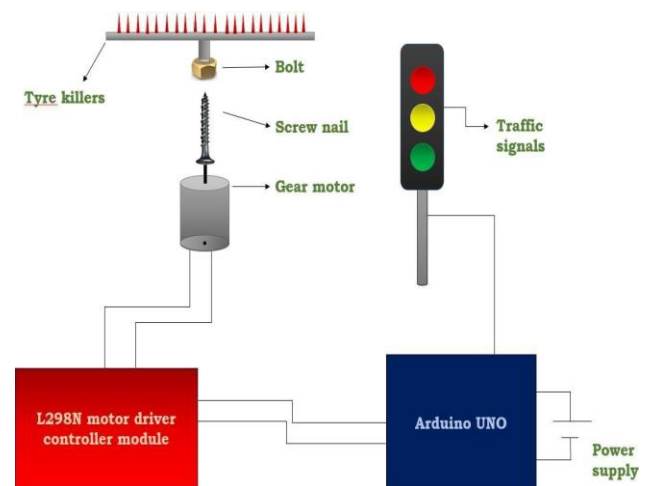 Bolt
Tyre killers
Screw nail
Traffic
signals
Gear motor
L298N motor driver
controller module
Arduino UNO
Power
supply